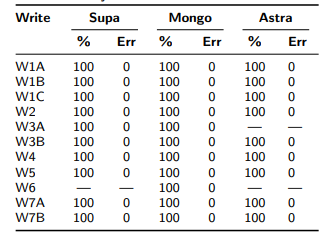 Write Supa Mongo Astra
% Err % Err % Err
W1A 100 0 100 0 100 0
W1B 100 0 100 0 100 0
W1C 100 0 100 0 100 0
W2 100 0 100 0 100 0
W3A 100 0 100 0 — —
W3B 100 0 100 0 100 0
W4 100 0 100 0 100 0
W5 100 0 100 0 100 0
W6 — — 100 0 — —
W7A 100 0 100 0 100 0
W7B 100 0 100 0 100 0